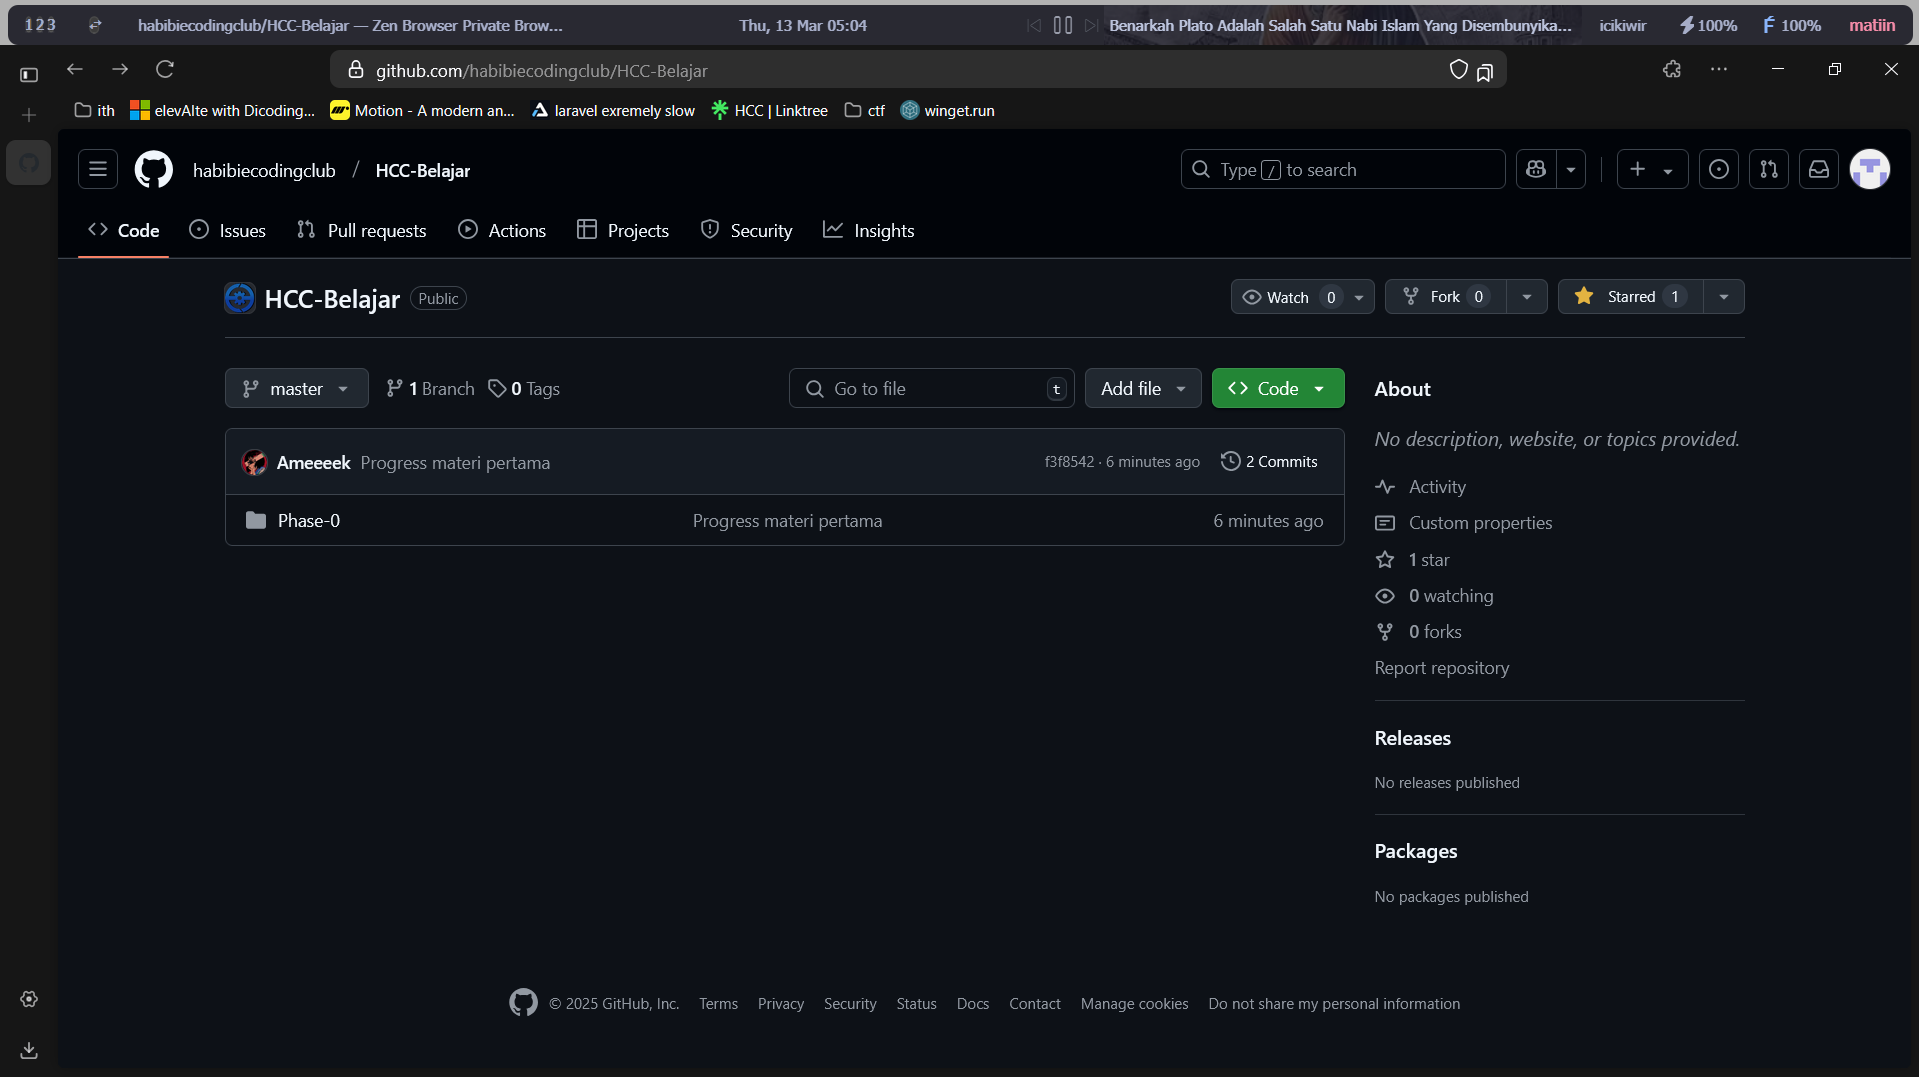 1 2 3
habibiecodingclub/HCC-Belajar — Zen Browser Private Brow...
Thu, 13 Mar 05:04
Benarkah Plato Adalah Salah Satu Nabi Islam Yang Disembunyika...
icikiwir
100%
100%
matiin
github.com/habibiecodingclub/HCC-Belajar
ith
elevAIte with Dicoding...
Motion - A modern an...
laravel exremely slow
HCC | Linktree
ctf
winget.run
habibiecodingclub / HCC-Belajar
Type / to search
Code
Issues
Pull requests
Actions
Projects
Security
Insights
HCC-Belajar
Public
Watch 0
Fork 0
Starred 1
master
1 Branch
0 Tags
Go to file
t
Add file
Code
Ameeeek Progress materi pertama
f3f8542 · 6 minutes ago
2 Commits
Phase-0
Progress materi pertama
6 minutes ago
About
No description, website, or topics provided.
Activity
Custom properties
1 star
0 watching
0 forks
Report repository
Releases
No releases published
Packages
No packages published
© 2025 GitHub, Inc.
Terms
Privacy
Security
Status
Docs
Contact
Manage cookies
Do not share my personal information